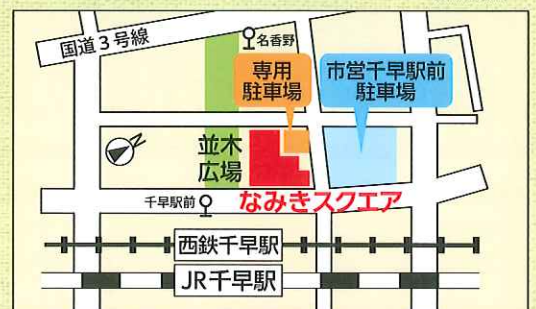 国道3号線
名香野
専用
駐車場
市営千早駅前
駐車場
並木
広場
千早駅前
なみきスクエア
西鉄千早駅
JR千早駅